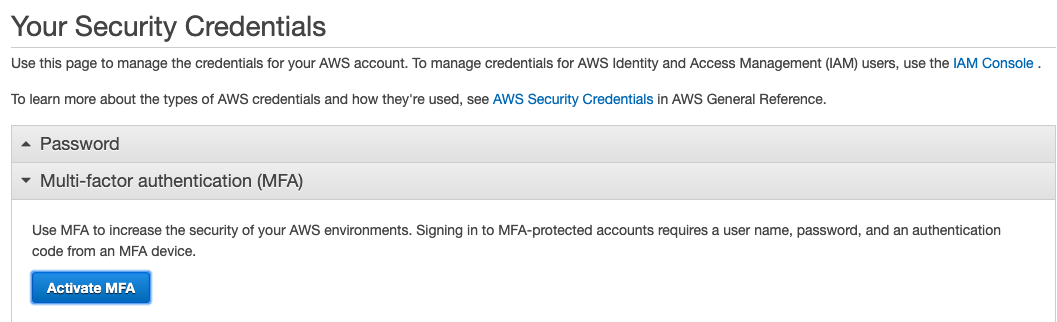 Your Security Credentials
Use this page to manage the credentials for your AWS account. To manage credentials for AWS Identity and Access Management (IAM) users, use the IAM Console .
To learn more about the types of AWS credentials and how they're used, see AWS Security Credentials in AWS General Reference.
Password
Multi-factor authentication (MFA)
Use MFA to increase the security of your AWS environments. Signing in to MFA-protected accounts requires a user name, password, and an authentication
code from an MFA device.
Activate MFA